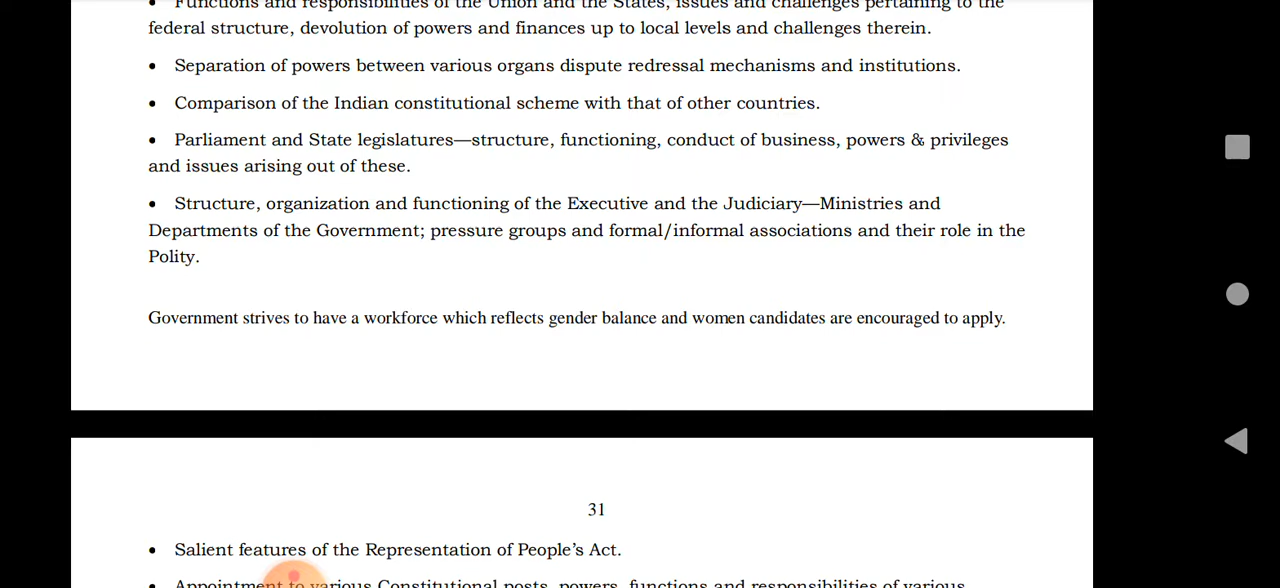 • Functions and responsibilities of the Union and the States, issues and challenges pertaining to the
federal structure, devolution of powers and finances up to local levels and challenges therein.
• Separation of powers between various organs dispute redressal mechanisms and institutions.
• Comparison of the Indian constitutional scheme with that of other countries.
• Parliament and State legislatures—structure, functioning, conduct of business, powers & privileges
and issues arising out of these.
• Structure, organization and functioning of the Executive and the Judiciary—Ministries and
Departments of the Government; pressure groups and formal/informal associations and their role in the
Polity.
Government strives to have a workforce which reflects gender balance and women candidates are encouraged to apply.
31
• Salient features of the Representation of People’s Act.
• Appointment to various Constitutional posts, powers, functions and responsibilities of various